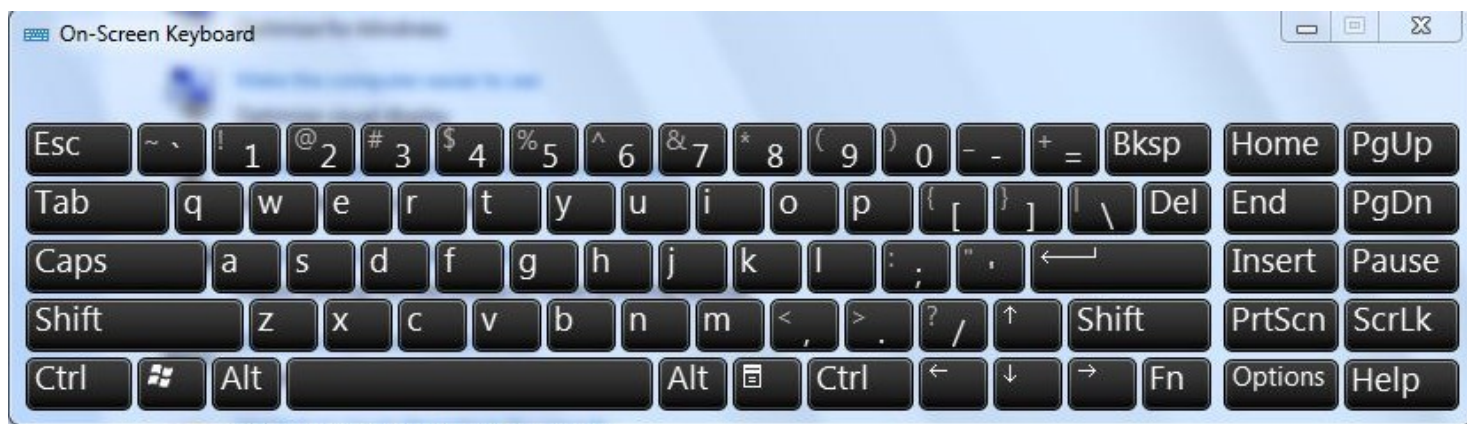 On-Screen Keyboard
Esc ~ ` ! 1 @ 2 # 3 $ 4 % 5 ^ 6 & 7 * 8 ( 9 ) 0 _ - + = Bksp Home PgUp
Tab q w e r t y u i o p { [ } ] | \ Del End PgDn
Caps a s d f g h j k l : ; " ' Insert Pause
Shift z x c v b n m < , > . ? / ↑ Shift PrtScn ScrLk
Ctrl Alt Alt Ctrl ← ↓ → Fn Options Help